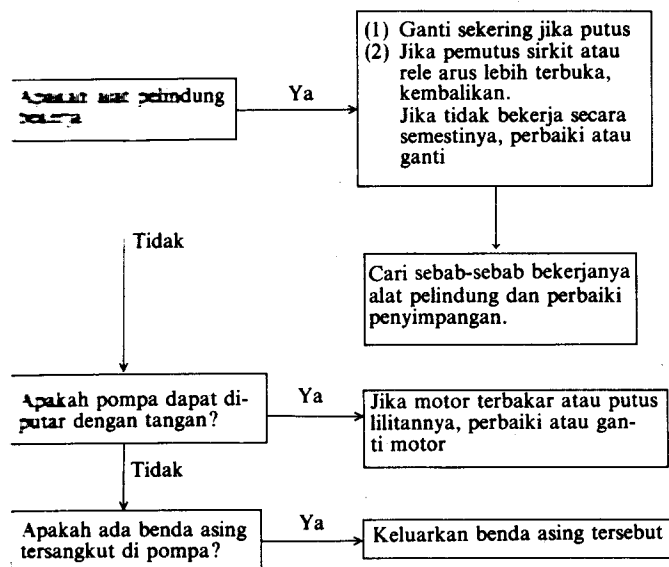 pelindung
Ya
(1) Ganti sekering jika putus
(2) Jika pemutus sirkit atau
rele arus lebih terbuka,
kembalikan.
Jika tidak bekerja secara
semestinya, perbaiki atau
ganti
Tidak
Cari sebab-sebab bekerjanya
alat pelindung dan perbaiki
penyimpangan.
Apakah pompa dapat di-
putar dengan tangan?
Ya
Jika motor terbakar atau putus
lilitannya, perbaiki atau gan-
ti motor
Tidak
Apakah ada benda asing
tersangkut di pompa?
Ya
Keluarkan benda asing tersebut